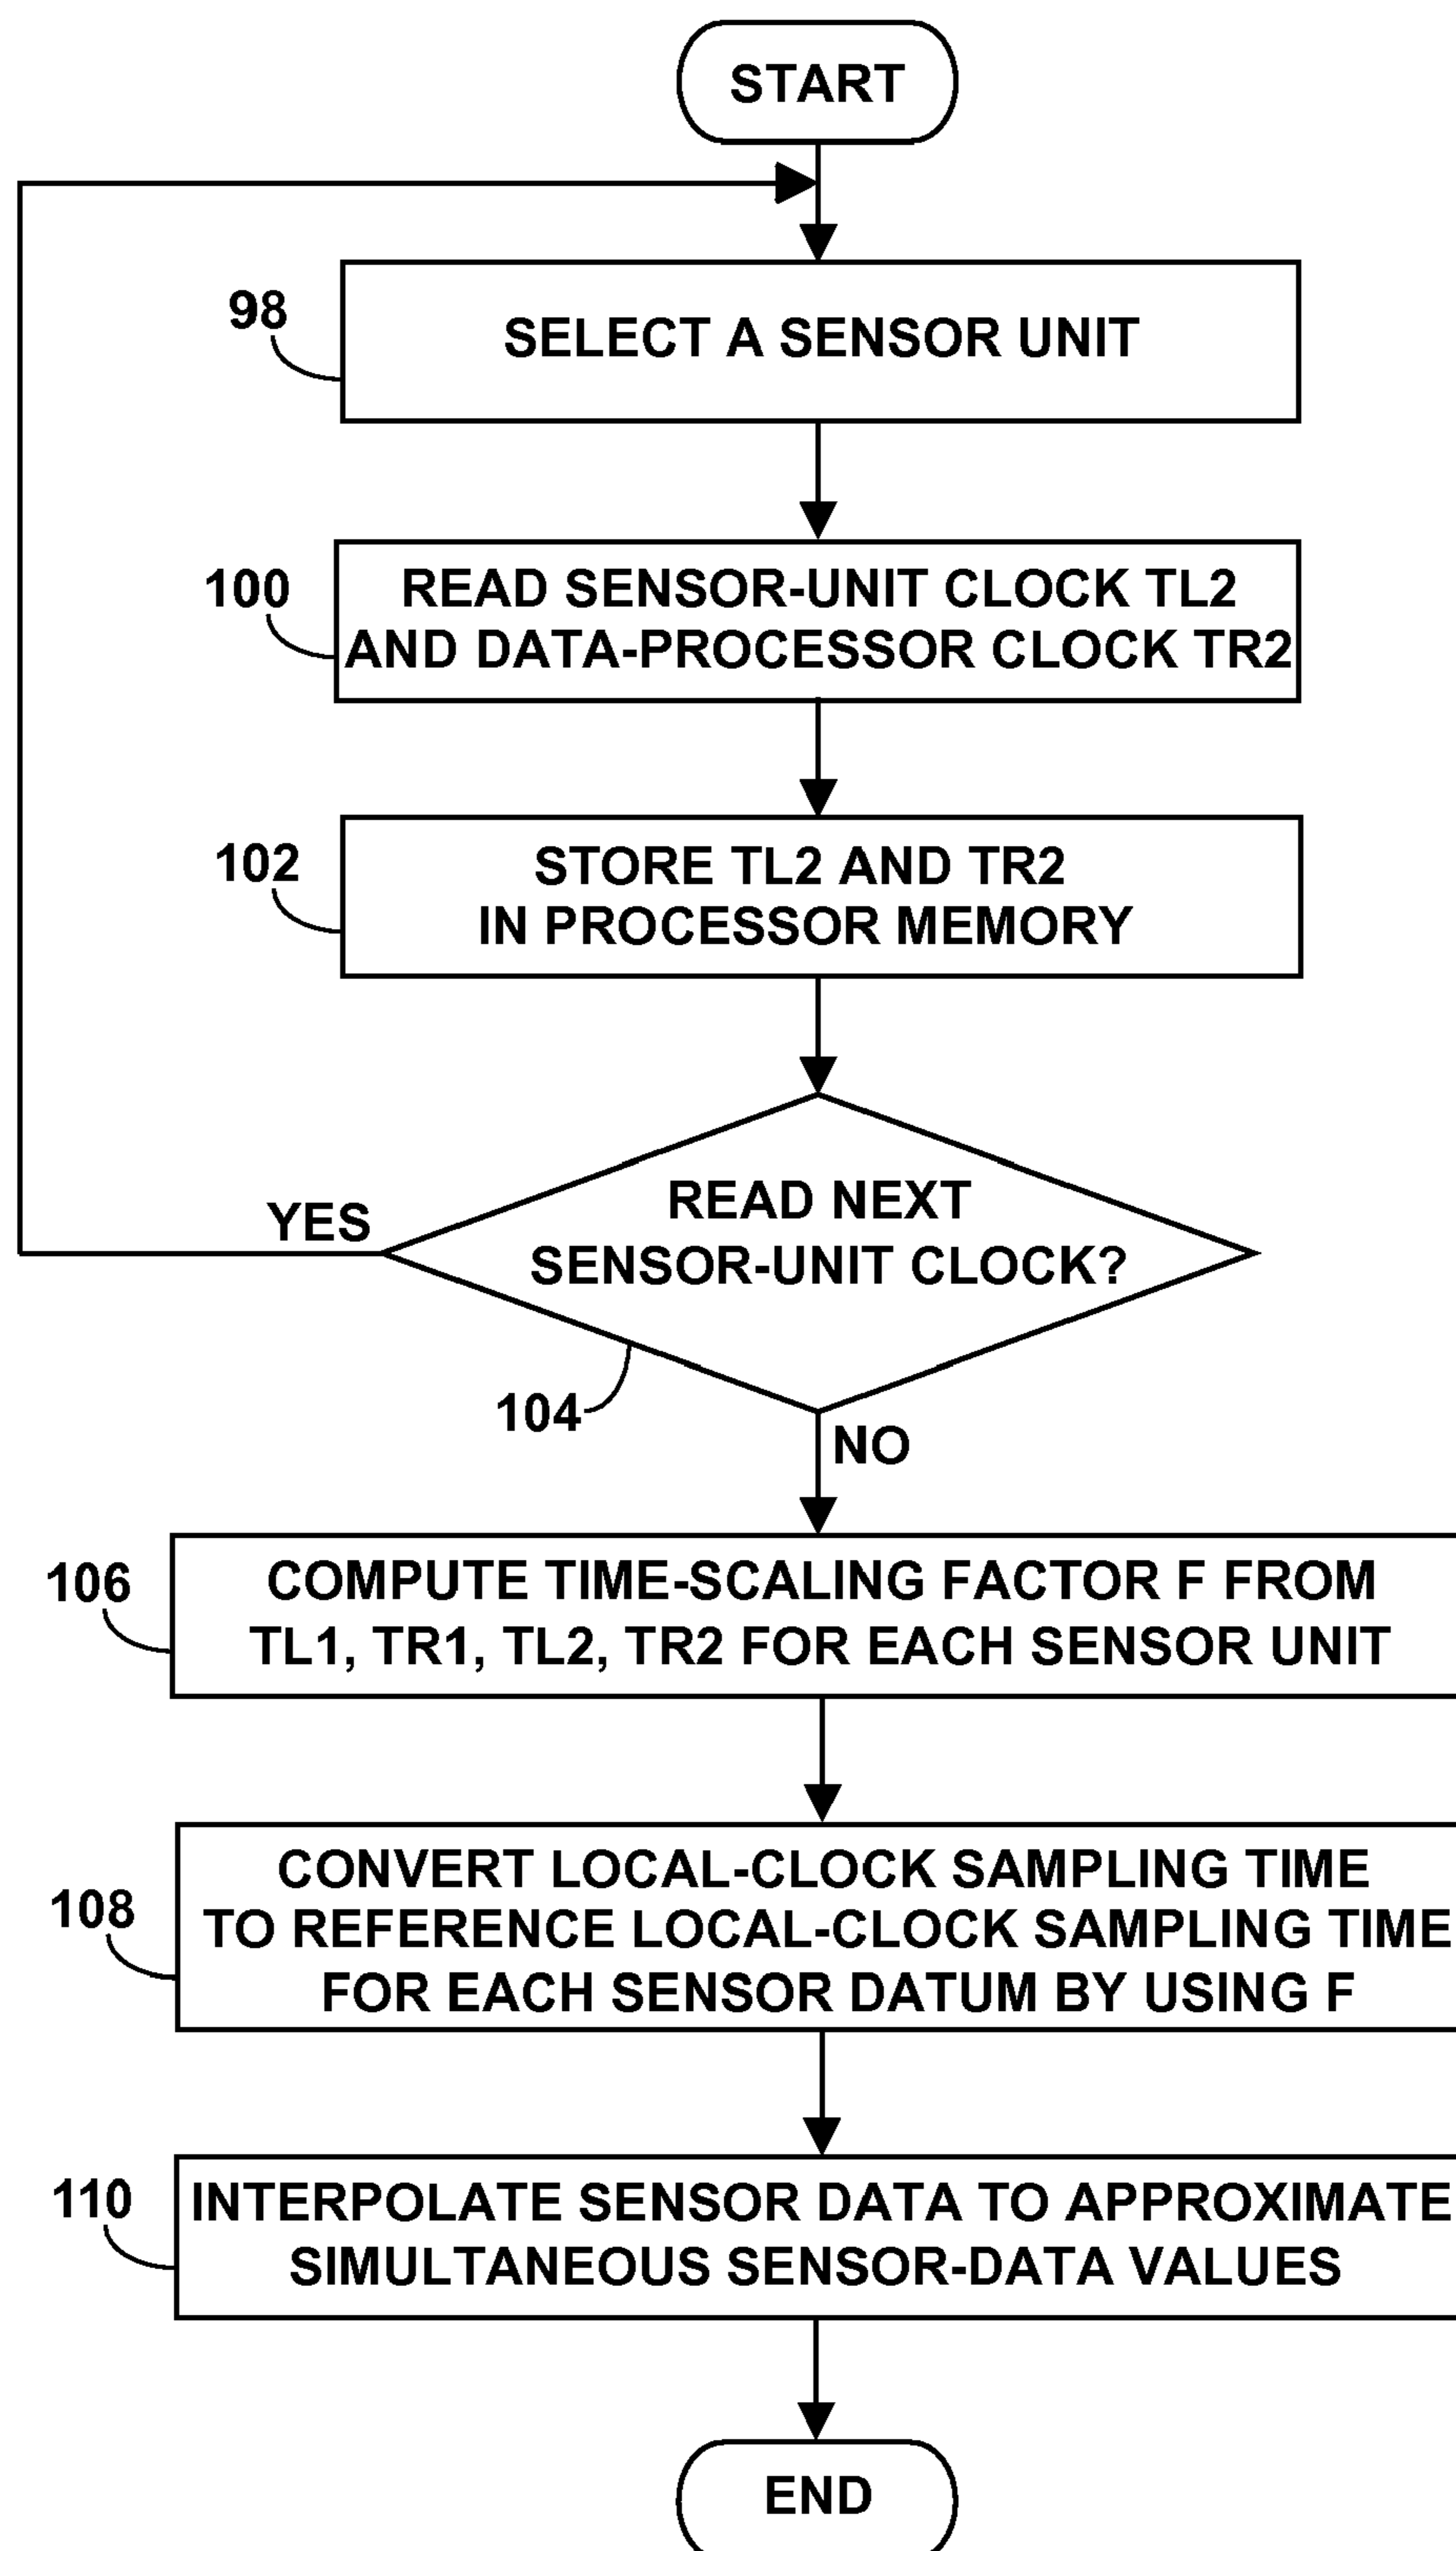 START
98
SELECT A SENSOR UNIT
100
READ SENSOR-UNIT CLOCK TL2
AND DATA-PROCESSOR CLOCK TR2
102
STORE TL2 AND TR2
IN PROCESSOR MEMORY
YES
READ NEXT
SENSOR-UNIT CLOCK?
104
NO
106
COMPUTE TIME-SCALING FACTOR F FROM
TL1, TR1, TL2, TR2 FOR EACH SENSOR UNIT
108
CONVERT LOCAL-CLOCK SAMPLING TIME
TO REFERENCE LOCAL-CLOCK SAMPLING TIME
FOR EACH SENSOR DATUM BY USING F
110
INTERPOLATE SENSOR DATA TO APPROXIMATE
SIMULTANEOUS SENSOR-DATA VALUES
END